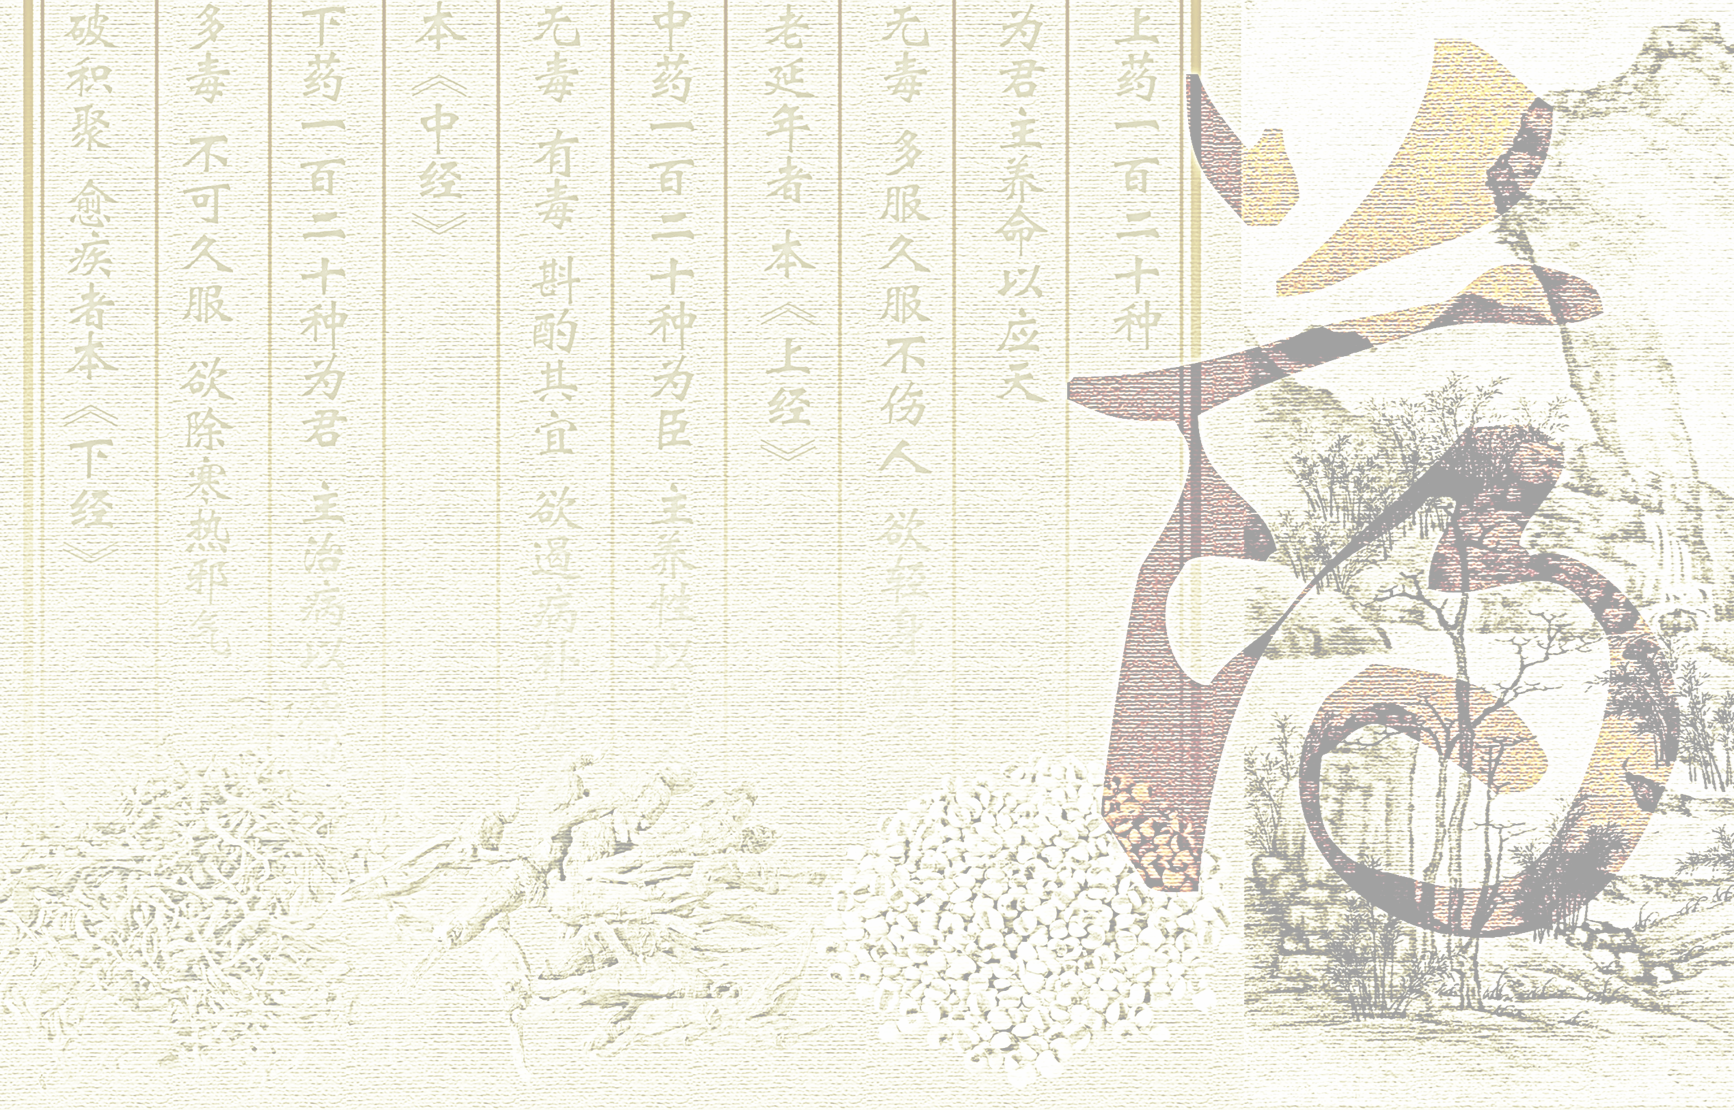 上药一百二十种
为君主养命以应天
无毒 多服久服不伤人 欲轻
老延年者 本《上经》
中药一百二十种为臣 主养性以
无毒 有毒 斟酌其宜 欲遏病补
本《中经》
下药一百二十种为君 主治病以
多毒 不可久服 欲除寒热邪气
破积聚 愈疾者本《下经》